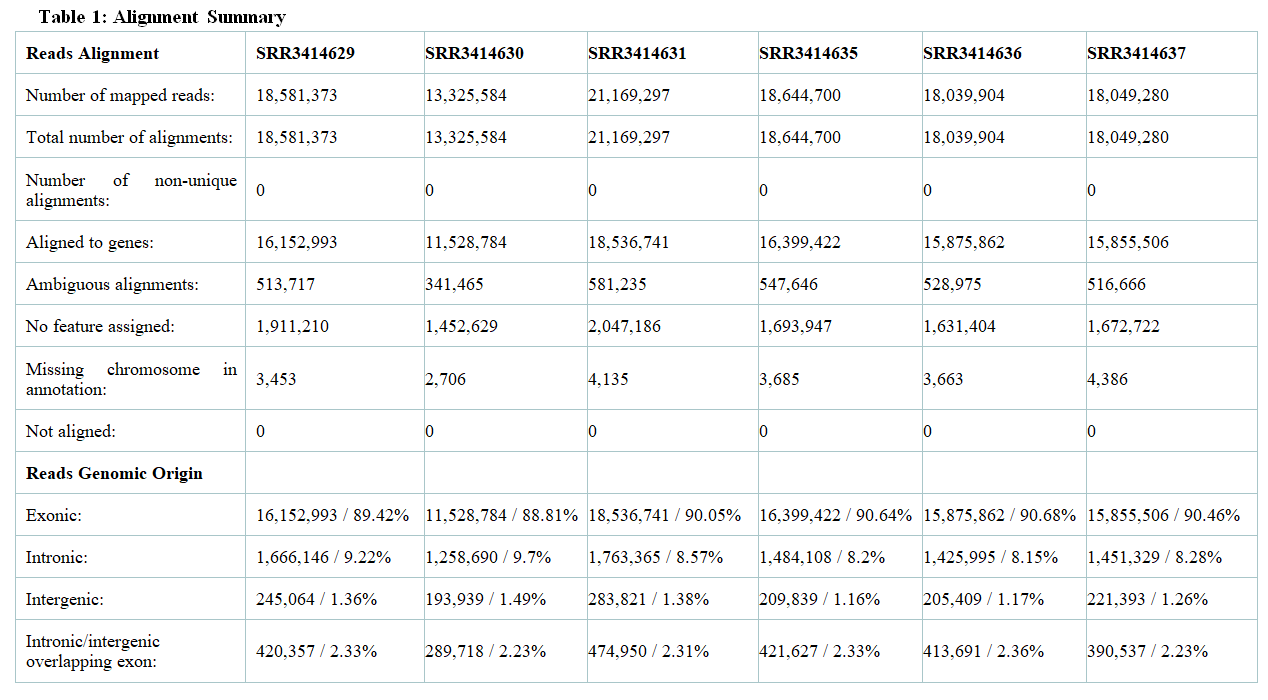 Table 1: Alignment Summary
Reads Alignment SRR3414629 SRR3414630 SRR3414631 SRR3414635 SRR3414636 SRR3414637
Number of mapped reads: 18,581,373 13,325,584 21,169,297 18,644,700 18,039,904 18,049,280
Total number of alignments: 18,581,373 13,325,584 21,169,297 18,644,700 18,039,904 18,049,280
Number of non-unique
alignments: 0 0 0 0 0 0
Aligned to genes: 16,152,993 11,528,784 18,536,741 16,399,422 15,875,862 15,855,506
Ambiguous alignments: 513,717 341,465 581,235 547,646 528,975 516,666
No feature assigned: 1,911,210 1,452,629 2,047,186 1,693,947 1,631,404 1,672,722
Missing chromosome in
annotation: 3,453 2,706 4,135 3,685 3,663 4,386
Not aligned: 0 0 0 0 0 0
Reads Genomic Origin
Exonic: 16,152,993 / 89.42% 11,528,784 / 88.81% 18,536,741 / 90.05% 16,399,422 / 90.64% 15,875,862 / 90.68% 15,855,506 / 90.46%
Intronic: 1,666,146 / 9.22% 1,258,690 / 9.7% 1,763,365 / 8.57% 1,484,108 / 8.2% 1,425,995 / 8.15% 1,451,329 / 8.28%
Intergenic: 245,064 / 1.36% 193,939 / 1.49% 283,821 / 1.38% 209,839 / 1.16% 205,409 / 1.17% 221,393 / 1.26%
Intronic/intergenic
overlapping exon: 420,357 / 2.33% 289,718 / 2.23% 474,950 / 2.31% 421,627 / 2.33% 413,691 / 2.36% 390,537 / 2.23%